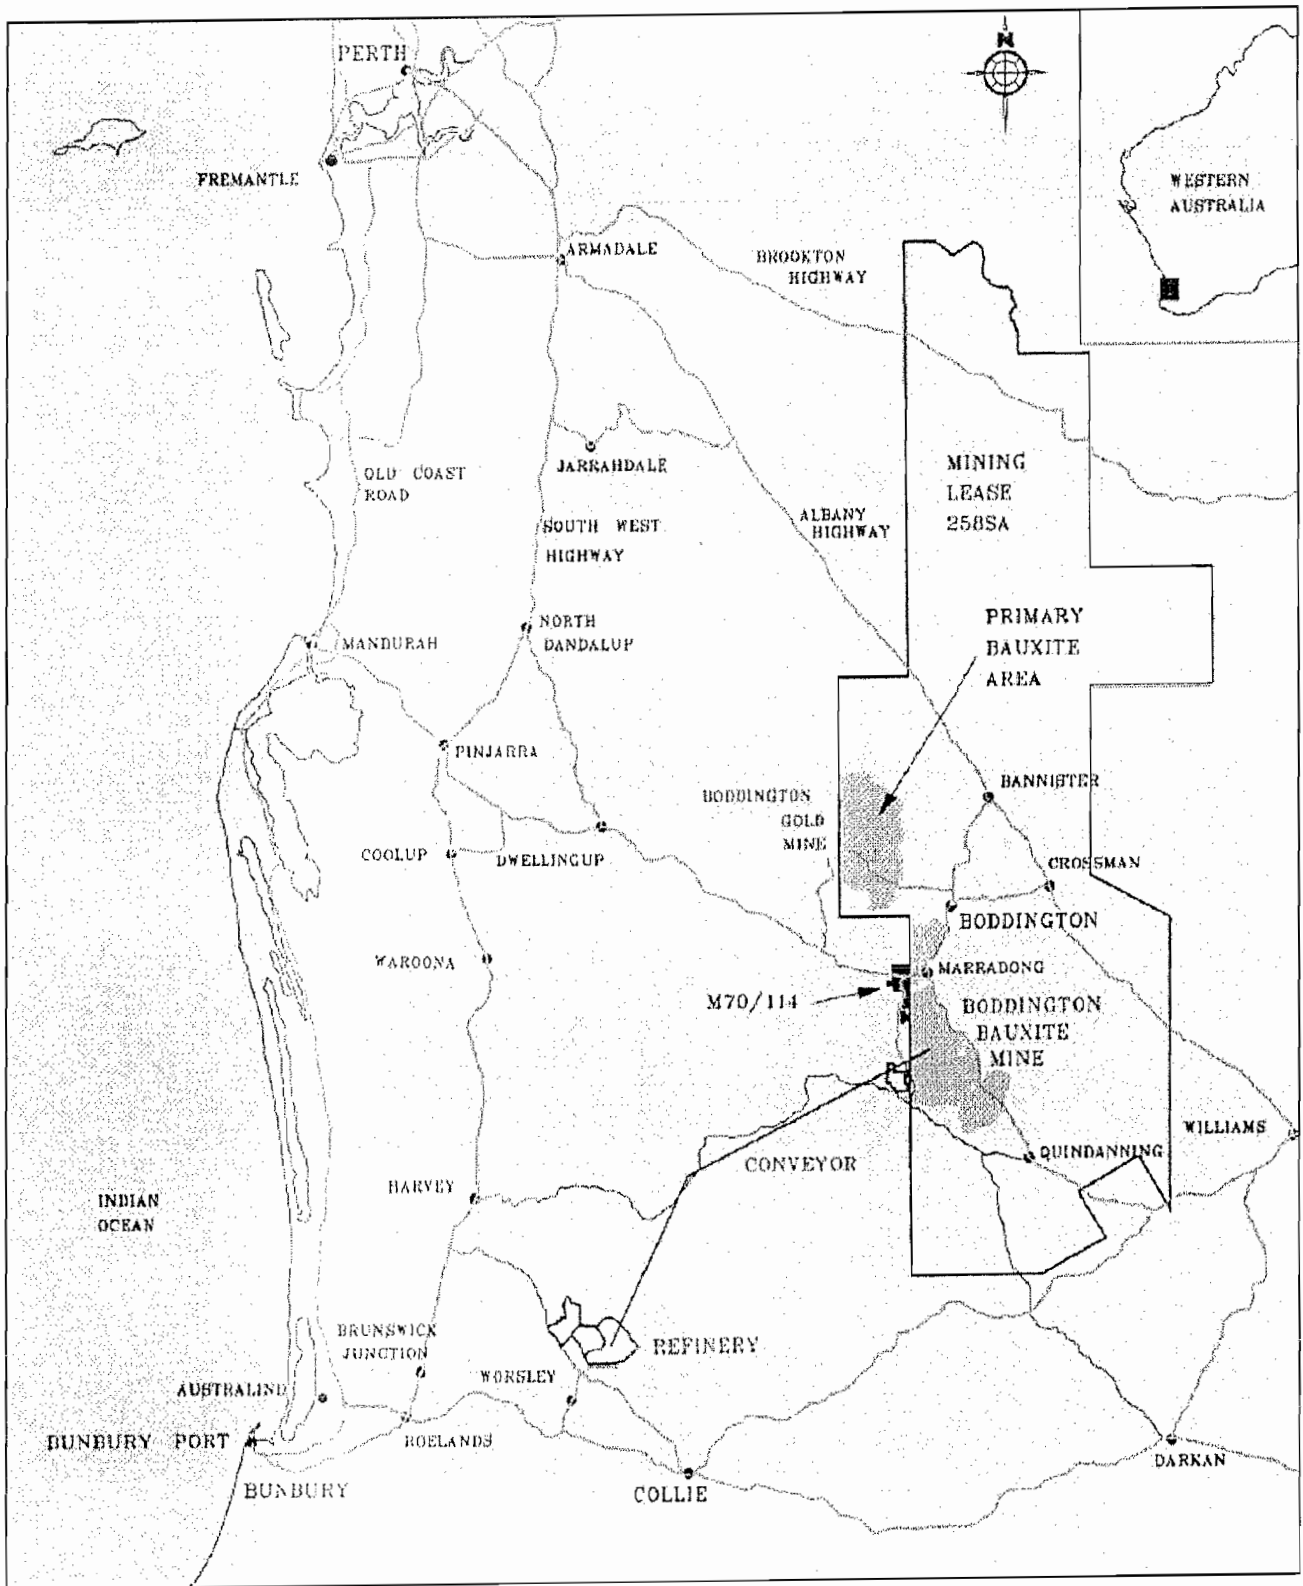 PERTH
N
FREMANTLE
WESTERN
AUSTRALIA
ARMADALE
BROOKTON
HIGHWAY
JARRAHDALE
MINING
LEASE
258SA
OLD COAST
ROAD
SOUTH WEST
HIGHWAY
ALBANY
HIGHWAY
NORTH
DANDALUP
MANDURAH
PRIMARY
BAUXITE
AREA
PINJARRA
BODDINGTON
GOLD
MINE
BANNISTER
COOLUP
DWELLINGUP
CROSSMAN
BODDINGTON
WAROONA
MARRADONG
M70/114
BODDINGTON
BAUXITE
MINE
WILLIAMS
QUINDANNING
CONVEYOR
HARVEY
INDIAN
OCEAN
BRUNSWICK
JUNCTION
REFINERY
WORSLEY
AUSTRALIND
BUNBURY PORT
ROELANDS
BUNBURY
COLLIE
DARKAN